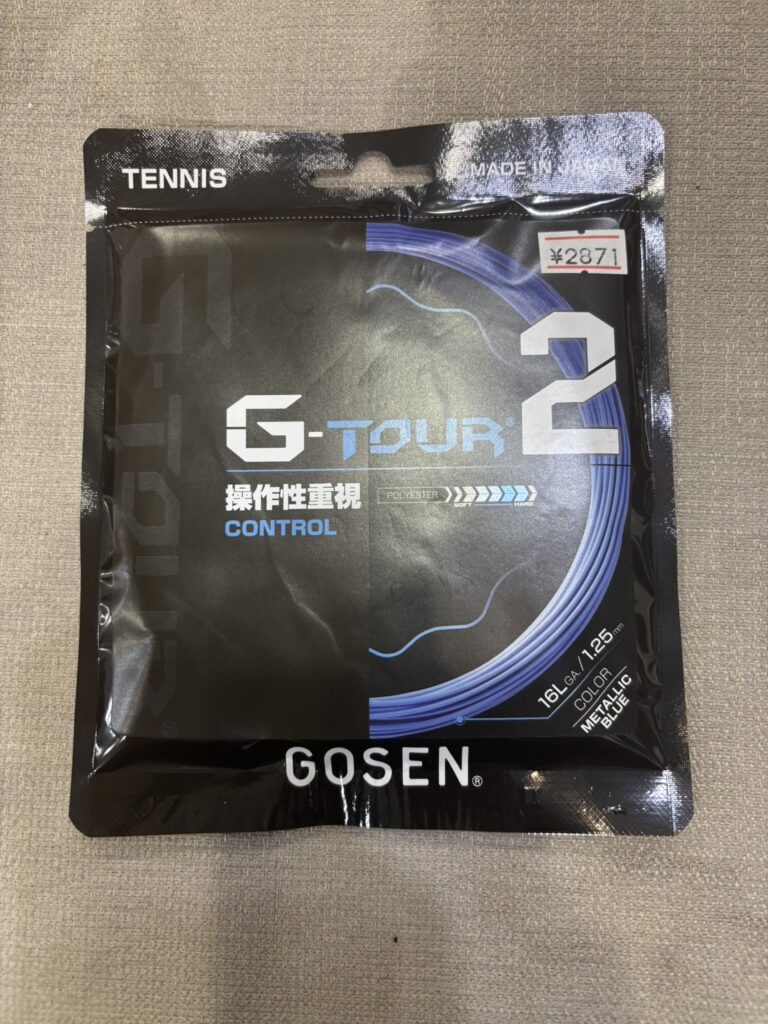 TENNIS
MADE IN JAPAN
¥2871
G-TOUR® 2
操作性重視
CONTROL
POLYESTER
SOFT HARD
16L GA. / 1.25mm
COLOR
METALLIC
BLUE
G-TOUR®
GOSEN®